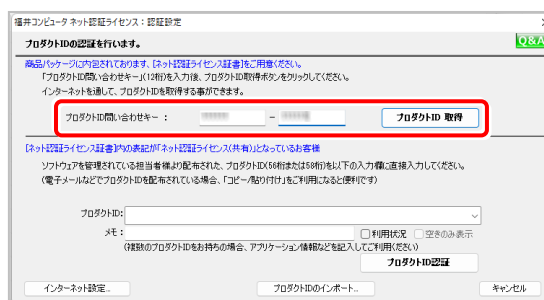 福井コンピュータ ネット認証ライセンス：認証設定
プロダクトIDの認証を行います。
Q&A
商品パッケージに内包されております、[ネット認証ライセンス証書]をご用意ください。
「プロダクトID問い合わせキー」(12桁)を入力後、プロダクトID取得ボタンをクリックしてください。
インターネットを通して、プロダクトIDを取得する事ができます。
プロダクトID問い合わせキー： - プロダクトID 取得
[ネット認証ライセンス証書]内の表記が「ネット認証ライセンス(共有)」となっているお客様
ソフトウェアを管理されている担当者様より配布された、プロダクトID(56桁または58桁)を以下の入力欄に直接入力してください。
(電子メールなどでプロダクトIDを配布されている場合、「コピー/貼り付け」をご利用になると便利です)
プロダクトID:
メモ： 利用状況 空きのみ表示
(複数のプロダクトIDをお持ちの場合、アプリケーション情報などを記入してご利用ください)
プロダクトID認証
インターネット設定.. プロダクトIDのインポート.. キャンセル